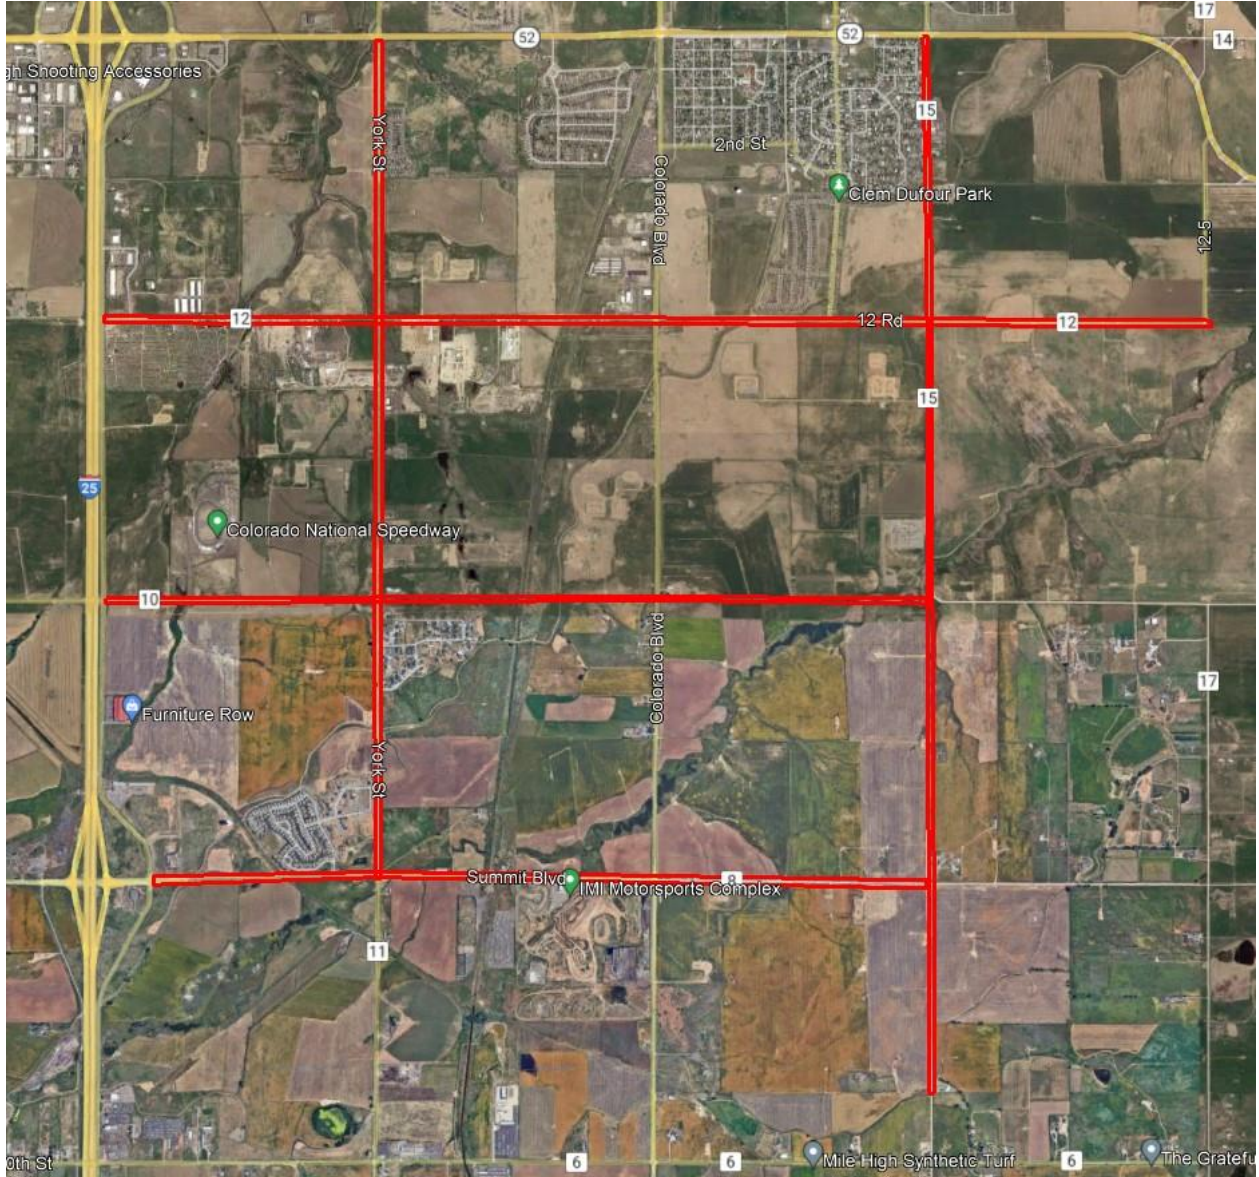 17
52
52
14
gh Shooting Accessories
15
York St
2nd St
Colorado Blvd
Clem Dufour Park
12.5
12
12 Rd
12
15
25
Colorado National Speedway
10
Colorado Blvd
17
Furniture Row
York St
Summit Blvd
8
IMI Motorsports Complex
11
0th St
6
6
Mile High Synthetic Turf
6
The Gratefu